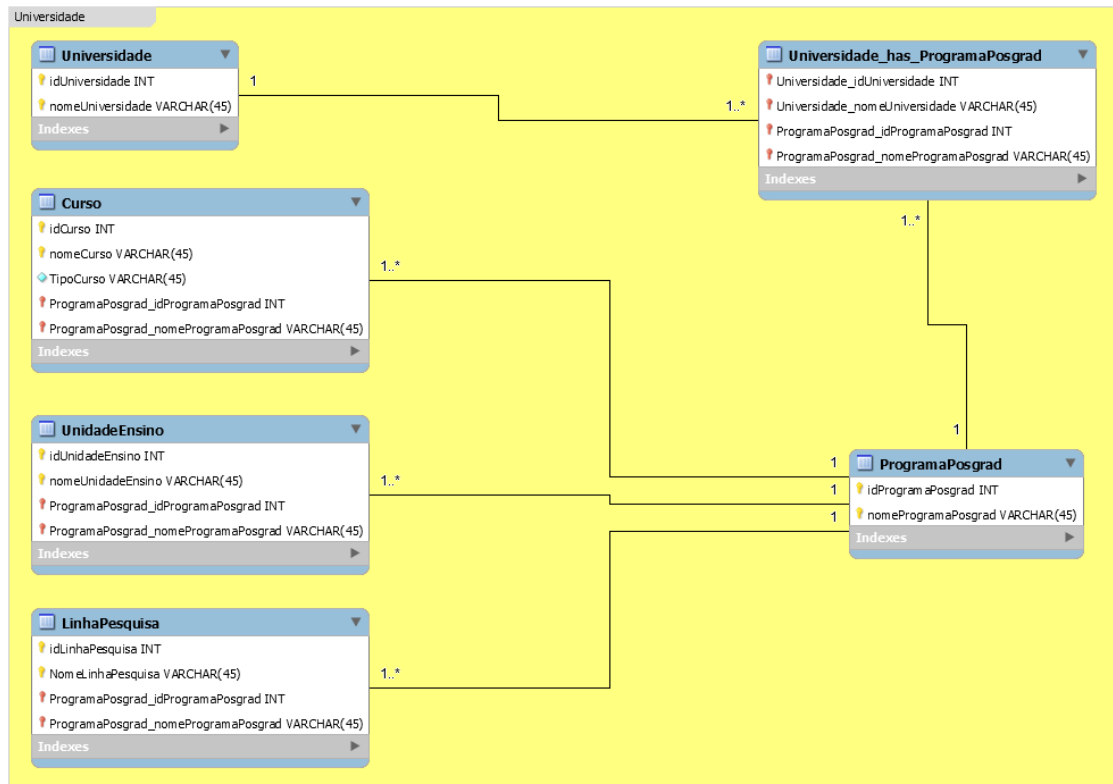 Universidade
Universidade
idUniversidade INT
nomeUniversidade VARCHAR(45)
Indexes
1
1..*
Universidade_has_ProgramaPosgrad
Universidade_idUniversidade INT
Universidade_nomeUniversidade VARCHAR(45)
ProgramaPosgrad_idProgramaPosgrad INT
ProgramaPosgrad_nomeProgramaPosgrad VARCHAR(45)
Indexes
1..*
1
Curso
idCurso INT
nomeCurso VARCHAR(45)
TipoCurso VARCHAR(45)
ProgramaPosgrad_idProgramaPosgrad INT
ProgramaPosgrad_nomeProgramaPosgrad VARCHAR(45)
Indexes
1..*
1
UnidadeEnsino
idUnidadeEnsino INT
nomeUnidadeEnsino VARCHAR(45)
ProgramaPosgrad_idProgramaPosgrad INT
ProgramaPosgrad_nomeProgramaPosgrad VARCHAR(45)
Indexes
1..*
1
ProgramaPosgrad
idProgramaPosgrad INT
nomeProgramaPosgrad VARCHAR(45)
Indexes
1
LinhaPesquisa
idLinhaPesquisa INT
NomeLinhaPesquisa VARCHAR(45)
ProgramaPosgrad_idProgramaPosgrad INT
ProgramaPosgrad_nomeProgramaPosgrad VARCHAR(45)
Indexes
1..*